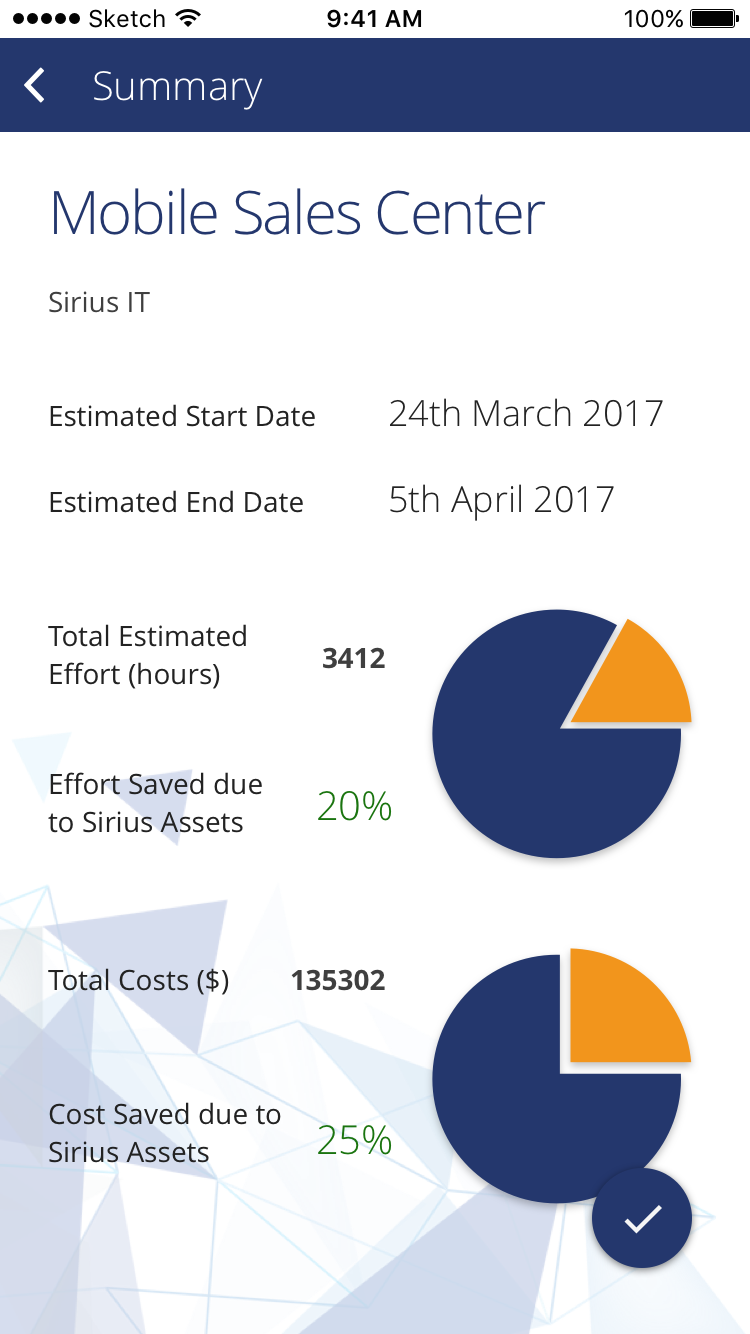 Sketch 9:41 AM 100%
Summary
Mobile Sales Center
Sirius IT
Estimated Start Date 24th March 2017
Estimated End Date 5th April 2017
Total Estimated
Effort (hours)
3412
Effort Saved due
to Sirius Assets
20%
Total Costs ($) 135302
Cost Saved due to
Sirius Assets
25%